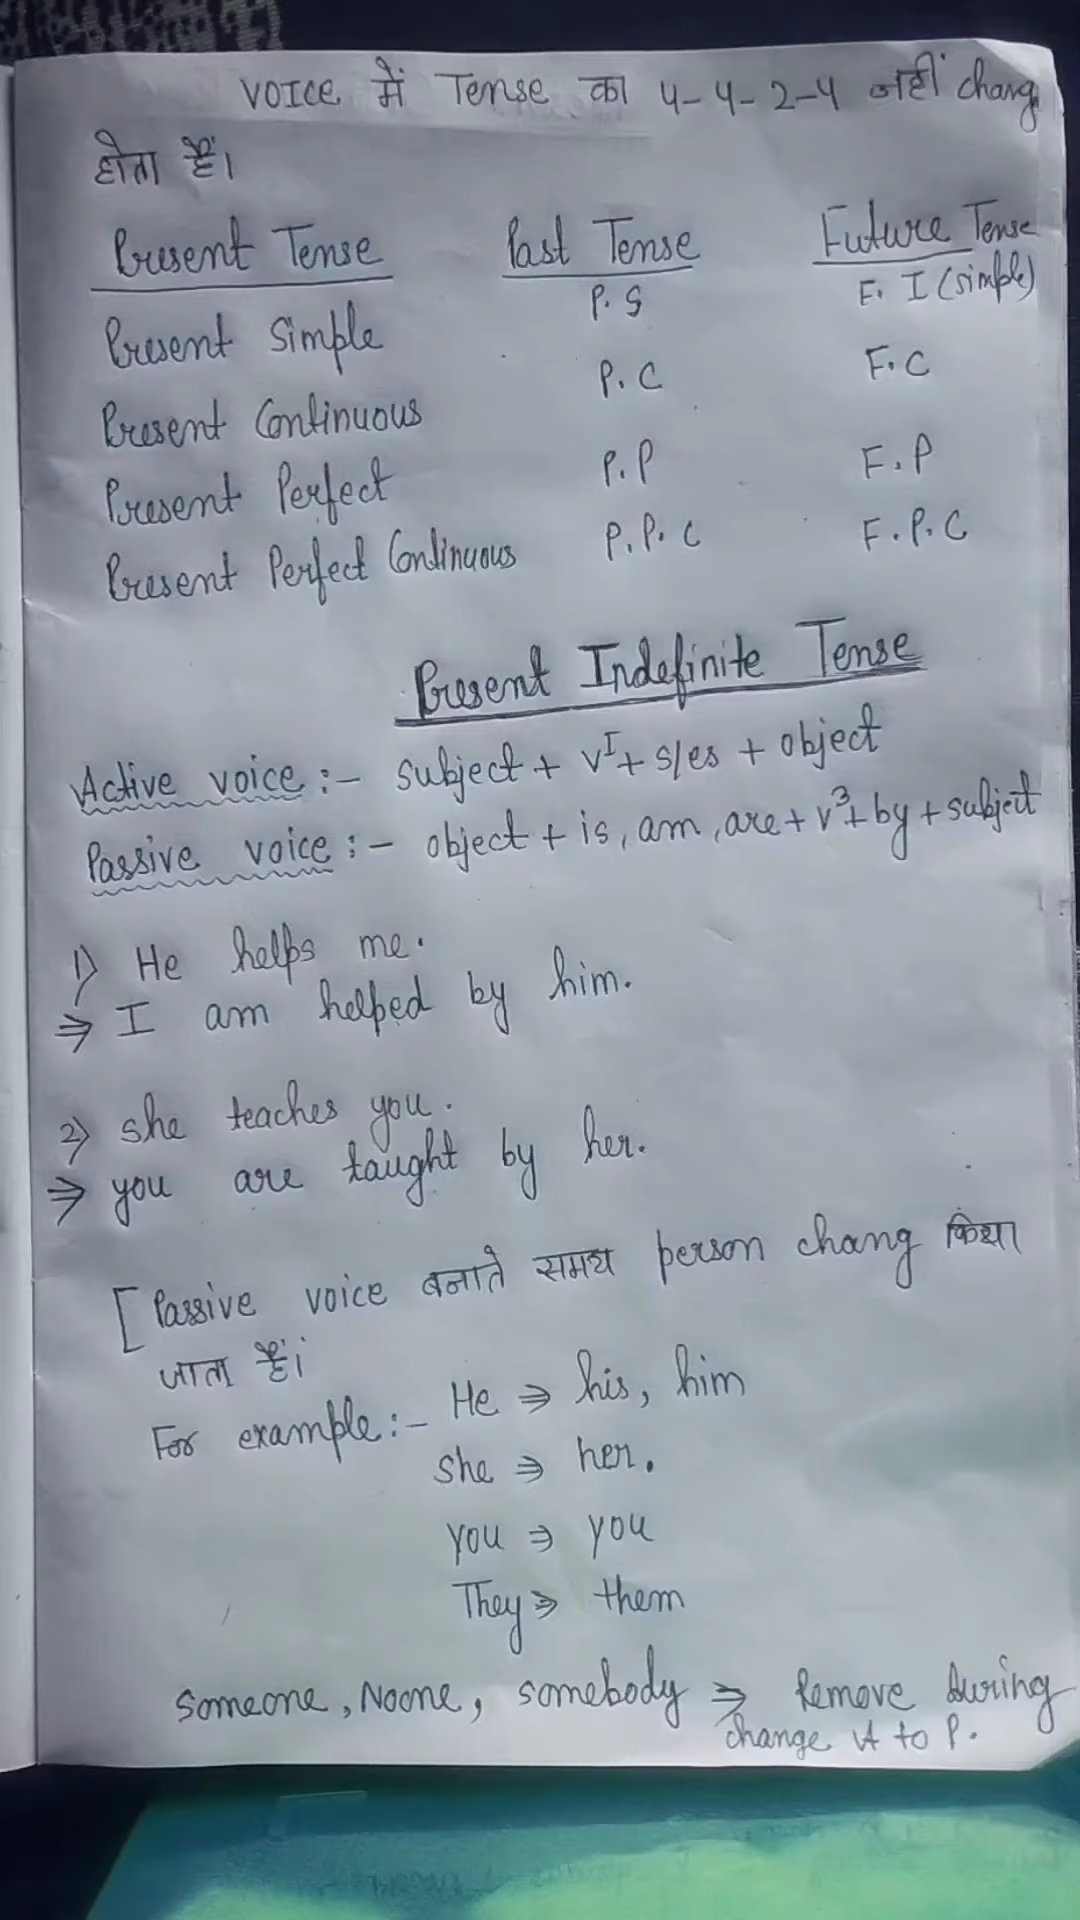 VOICE में Tense का 4-4-2-4 नहीं chang
होता हैं।
Present Tense Past Tense Future Tense
Present Simple P.S F.I (simple)
Present Continuous P.C F.C
Present Perfect P.P F.P
Present Perfect Continuous P.P.C F.P.C
Present Indefinite Tense
Active voice :- subject + v^I + s/es + object
Passive voice :- object + is, am, are + v^3 + by + subject
1) He helps me.
⇒ I am helped by him.
2) she teaches you.
⇒ you are taught by her.
[ Passive voice बनाते समय person chang किया
जाता हैं।
For example :- He ⇒ his, him
she ⇒ her.
you ⇒ you
They ⇒ them
someone, Noone, somebody ⇒ Remove during
change A to P.